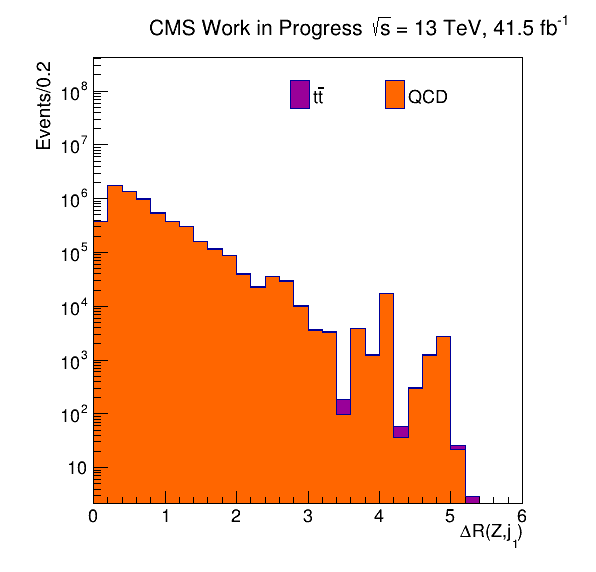 CMS Work in Progress √s = 13 TeV, 41.5 fb⁻¹
Events/0.2
tt̄
QCD
10⁸
10⁷
10⁶
10⁵
10⁴
10³
10²
10
0 1 2 3 4 5 6
ΔR(Z,j₁)